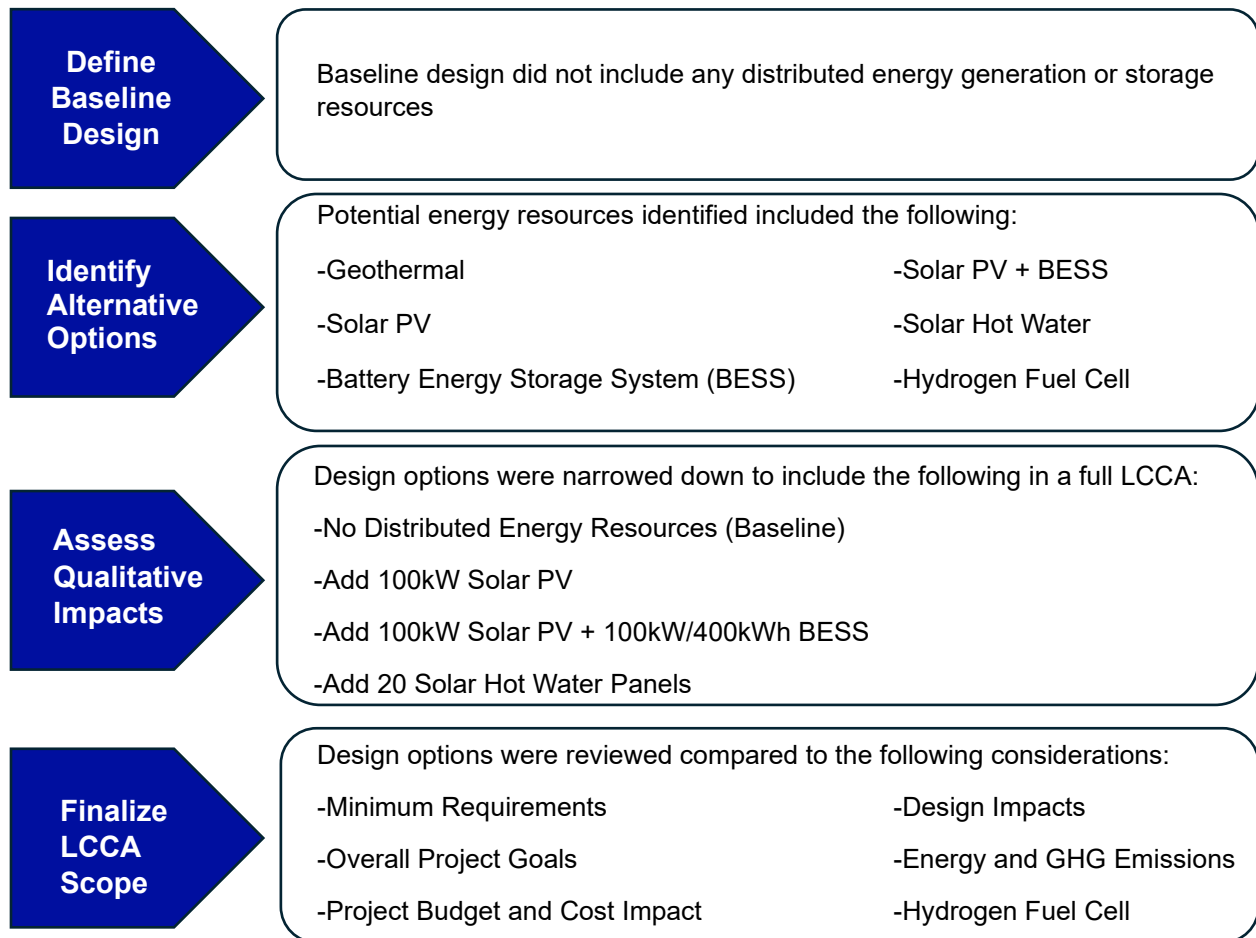 Define
Baseline
Design
Baseline design did not include any distributed energy generation or storage
resources
Identify
Alternative
Options
Potential energy resources identified included the following:
-Geothermal
-Solar PV
-Battery Energy Storage System (BESS)
-Solar PV + BESS
-Solar Hot Water
-Hydrogen Fuel Cell
Assess
Qualitative
Impacts
Design options were narrowed down to include the following in a full LCCA:
-No Distributed Energy Resources (Baseline)
-Add 100kW Solar PV
-Add 100kW Solar PV + 100kW/400kWh BESS
-Add 20 Solar Hot Water Panels
Finalize
LCCA
Scope
Design options were reviewed compared to the following considerations:
-Minimum Requirements
-Overall Project Goals
-Project Budget and Cost Impact
-Design Impacts
-Energy and GHG Emissions
-Hydrogen Fuel Cell